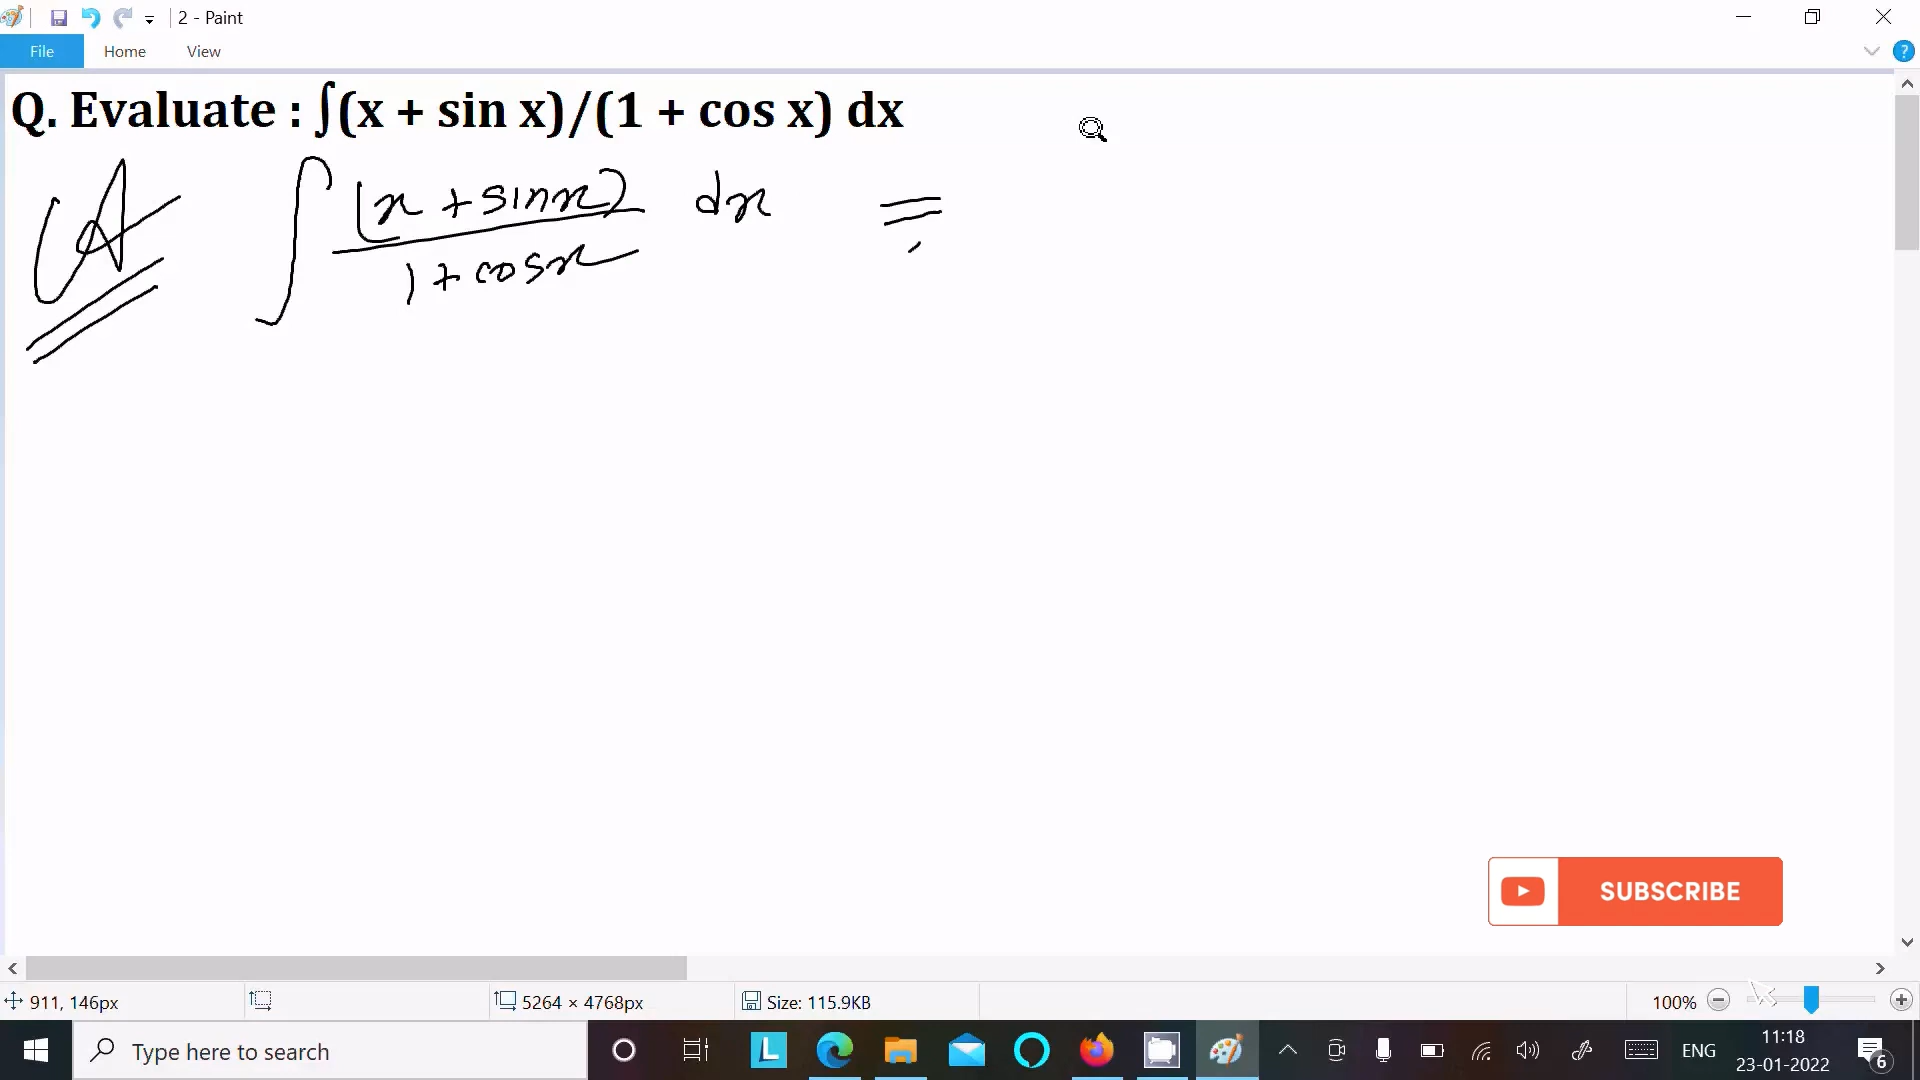 2 - Paint
File Home View
Q. Evaluate : ∫(x + sin x)/(1 + cos x) dx
A ∫ (x + sinx) dx =
1 + cosx
SUBSCRIBE
911, 146px 5264 × 4768px Size: 115.9KB 100%
Type here to search L ENG 11:18
23-01-2022 6